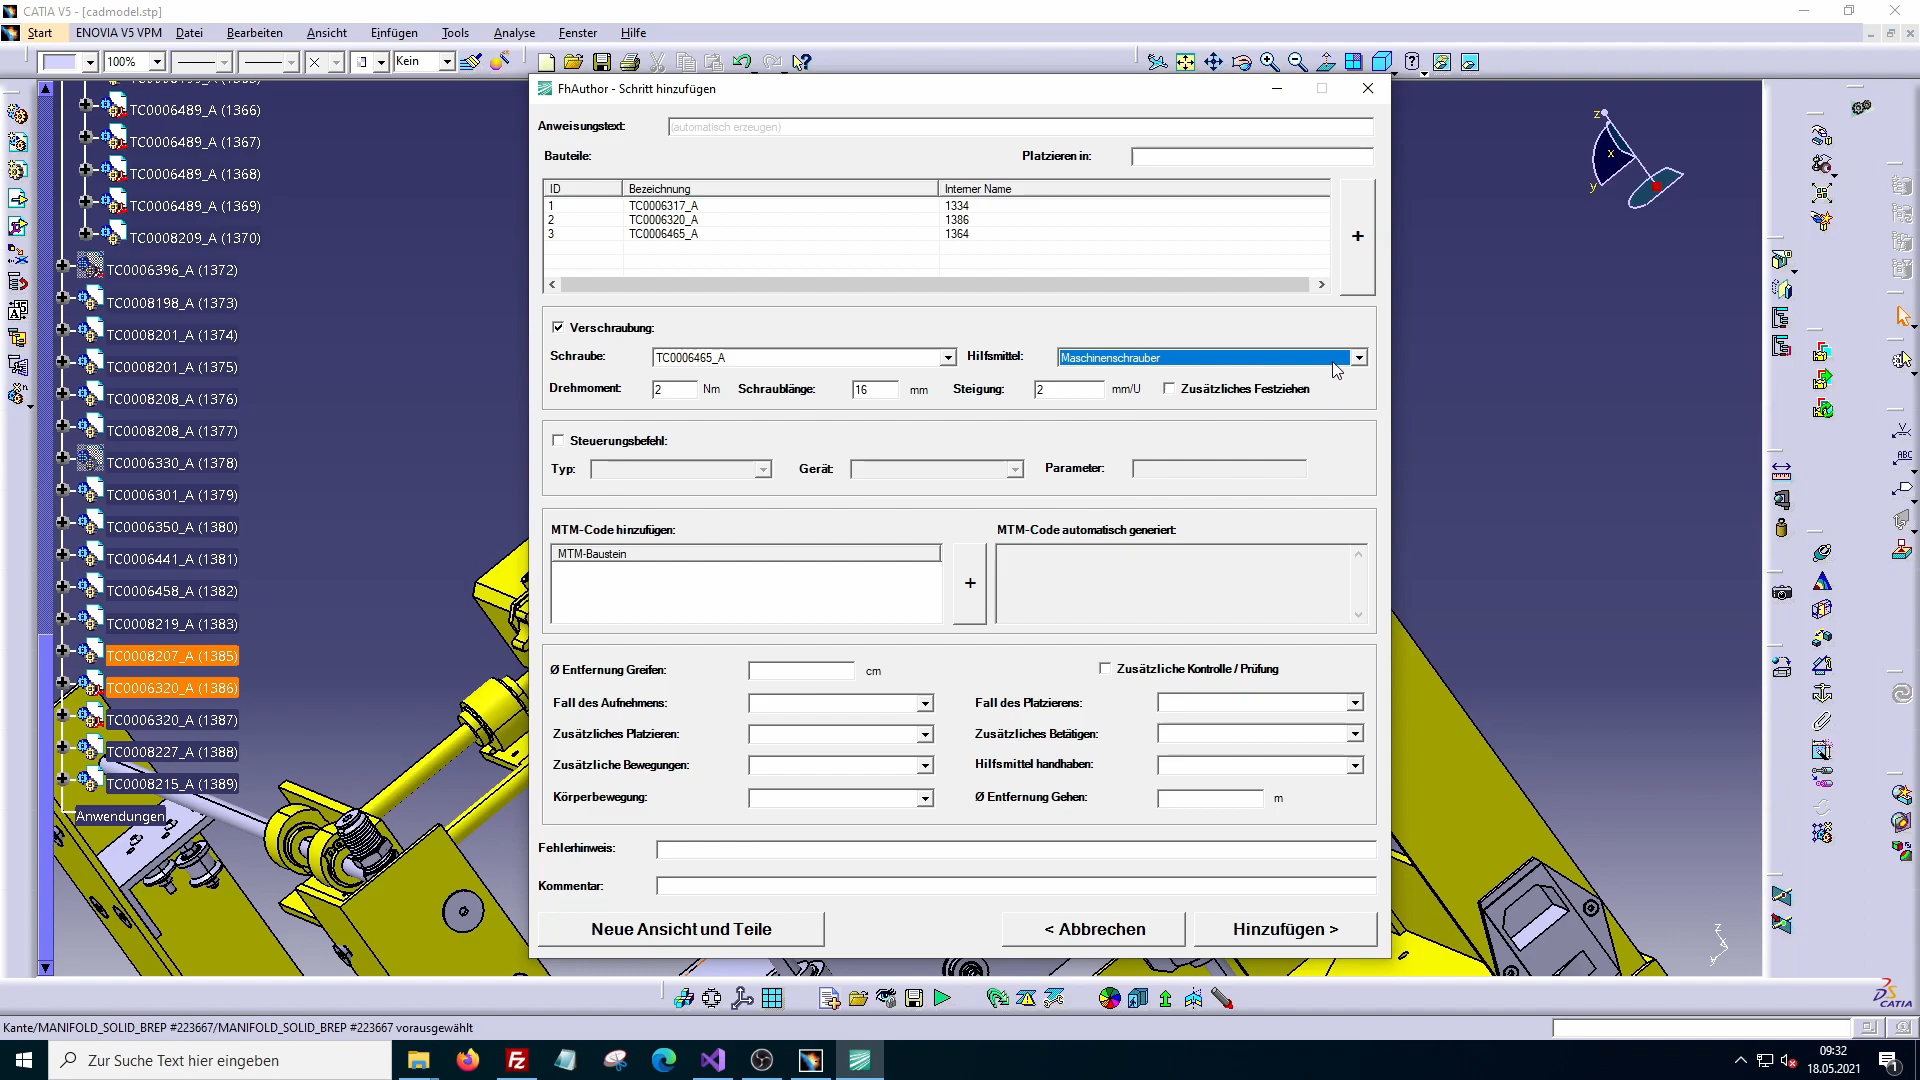 CATIA V5 - [cadmodel.stp]
Start ENOVIA V5 VPM Datei Bearbeiten Ansicht Einfügen Tools Analyse Fenster Hilfe
100% Kein
TC0006489_A (1366)
TC0006489_A (1367)
TC0006489_A (1368)
TC0006489_A (1369)
TC0008209_A (1370)
TC0006396_A (1372)
TC0008198_A (1373)
TC0008201_A (1374)
TC0008201_A (1375)
TC0008208_A (1376)
TC0008208_A (1377)
TC0006330_A (1378)
TC0006301_A (1379)
TC0006350_A (1380)
TC0006441_A (1381)
TC0006458_A (1382)
TC0008219_A (1383)
TC0008207_A (1385)
TC0006320_A (1386)
TC0006320_A (1387)
TC0008227_A (1388)
TC0008215_A (1389)
Anwendungen
FhAuthor - Schritt hinzufügen
Anweisungstext: (automatisch erzeugen)
Bauteile: Platzieren in:
ID Bezeichnung Interner Name
1 TC0006317_A 1334
2 TC0006320_A 1386
3 TC0006465_A 1364
+
Verschraubung:
Schraube: TC0006465_A Hilfsmittel: Maschinenschrauber
Drehmoment: 2 Nm Schraublänge: 16 mm Steigung: 2 mm/U Zusätzliches Festziehen
Steuerungsbefehl:
Typ: Gerät: Parameter:
MTM-Code hinzufügen: MTM-Code automatisch generiert:
MTM-Baustein
+
Ø Entfernung Greifen: cm Zusätzliche Kontrolle / Prüfung
Fall des Aufnehmens: Fall des Platzierens:
Zusätzliches Platzieren: Zusätzliches Betätigen:
Zusätzliche Bewegungen: Hilfsmittel handhaben:
Körperbewegung: Ø Entfernung Gehen: m
Fehlerhinweis:
Kommentar:
Neue Ansicht und Teile < Abbrechen Hinzufügen >
z
x
y
ABC
z
x
y
CATIA
Kante/MANIFOLD_SOLID_BREP #223667/MANIFOLD_SOLID_BREP #223667 vorausgewählt
Zur Suche Text hier eingeben
09:32
18.05.2021
1